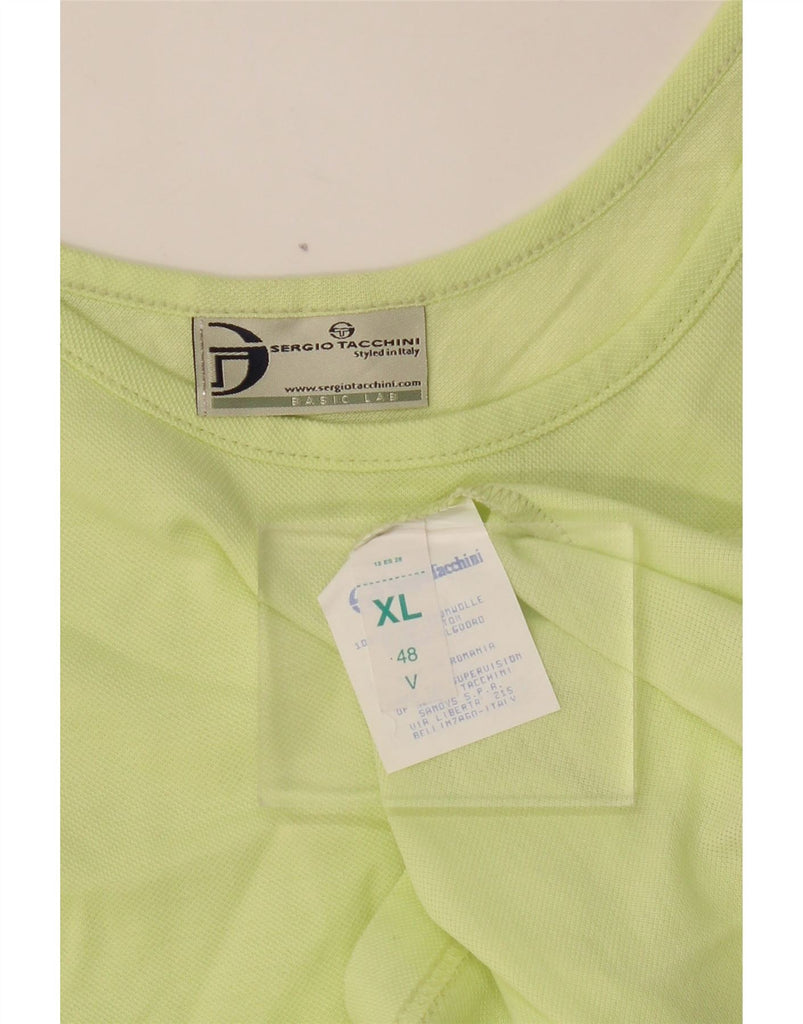 SERGIO TACCHINI
Styled in Italy
www.sergiotacchini.com
BASIC LAB
Tacchini
XL
48
V
ROMANIA
SUPERVISION
TACCHINI
SANDYS S.P.A.
VIA LIBERTA' 255
BELLINZAGO-ITALY